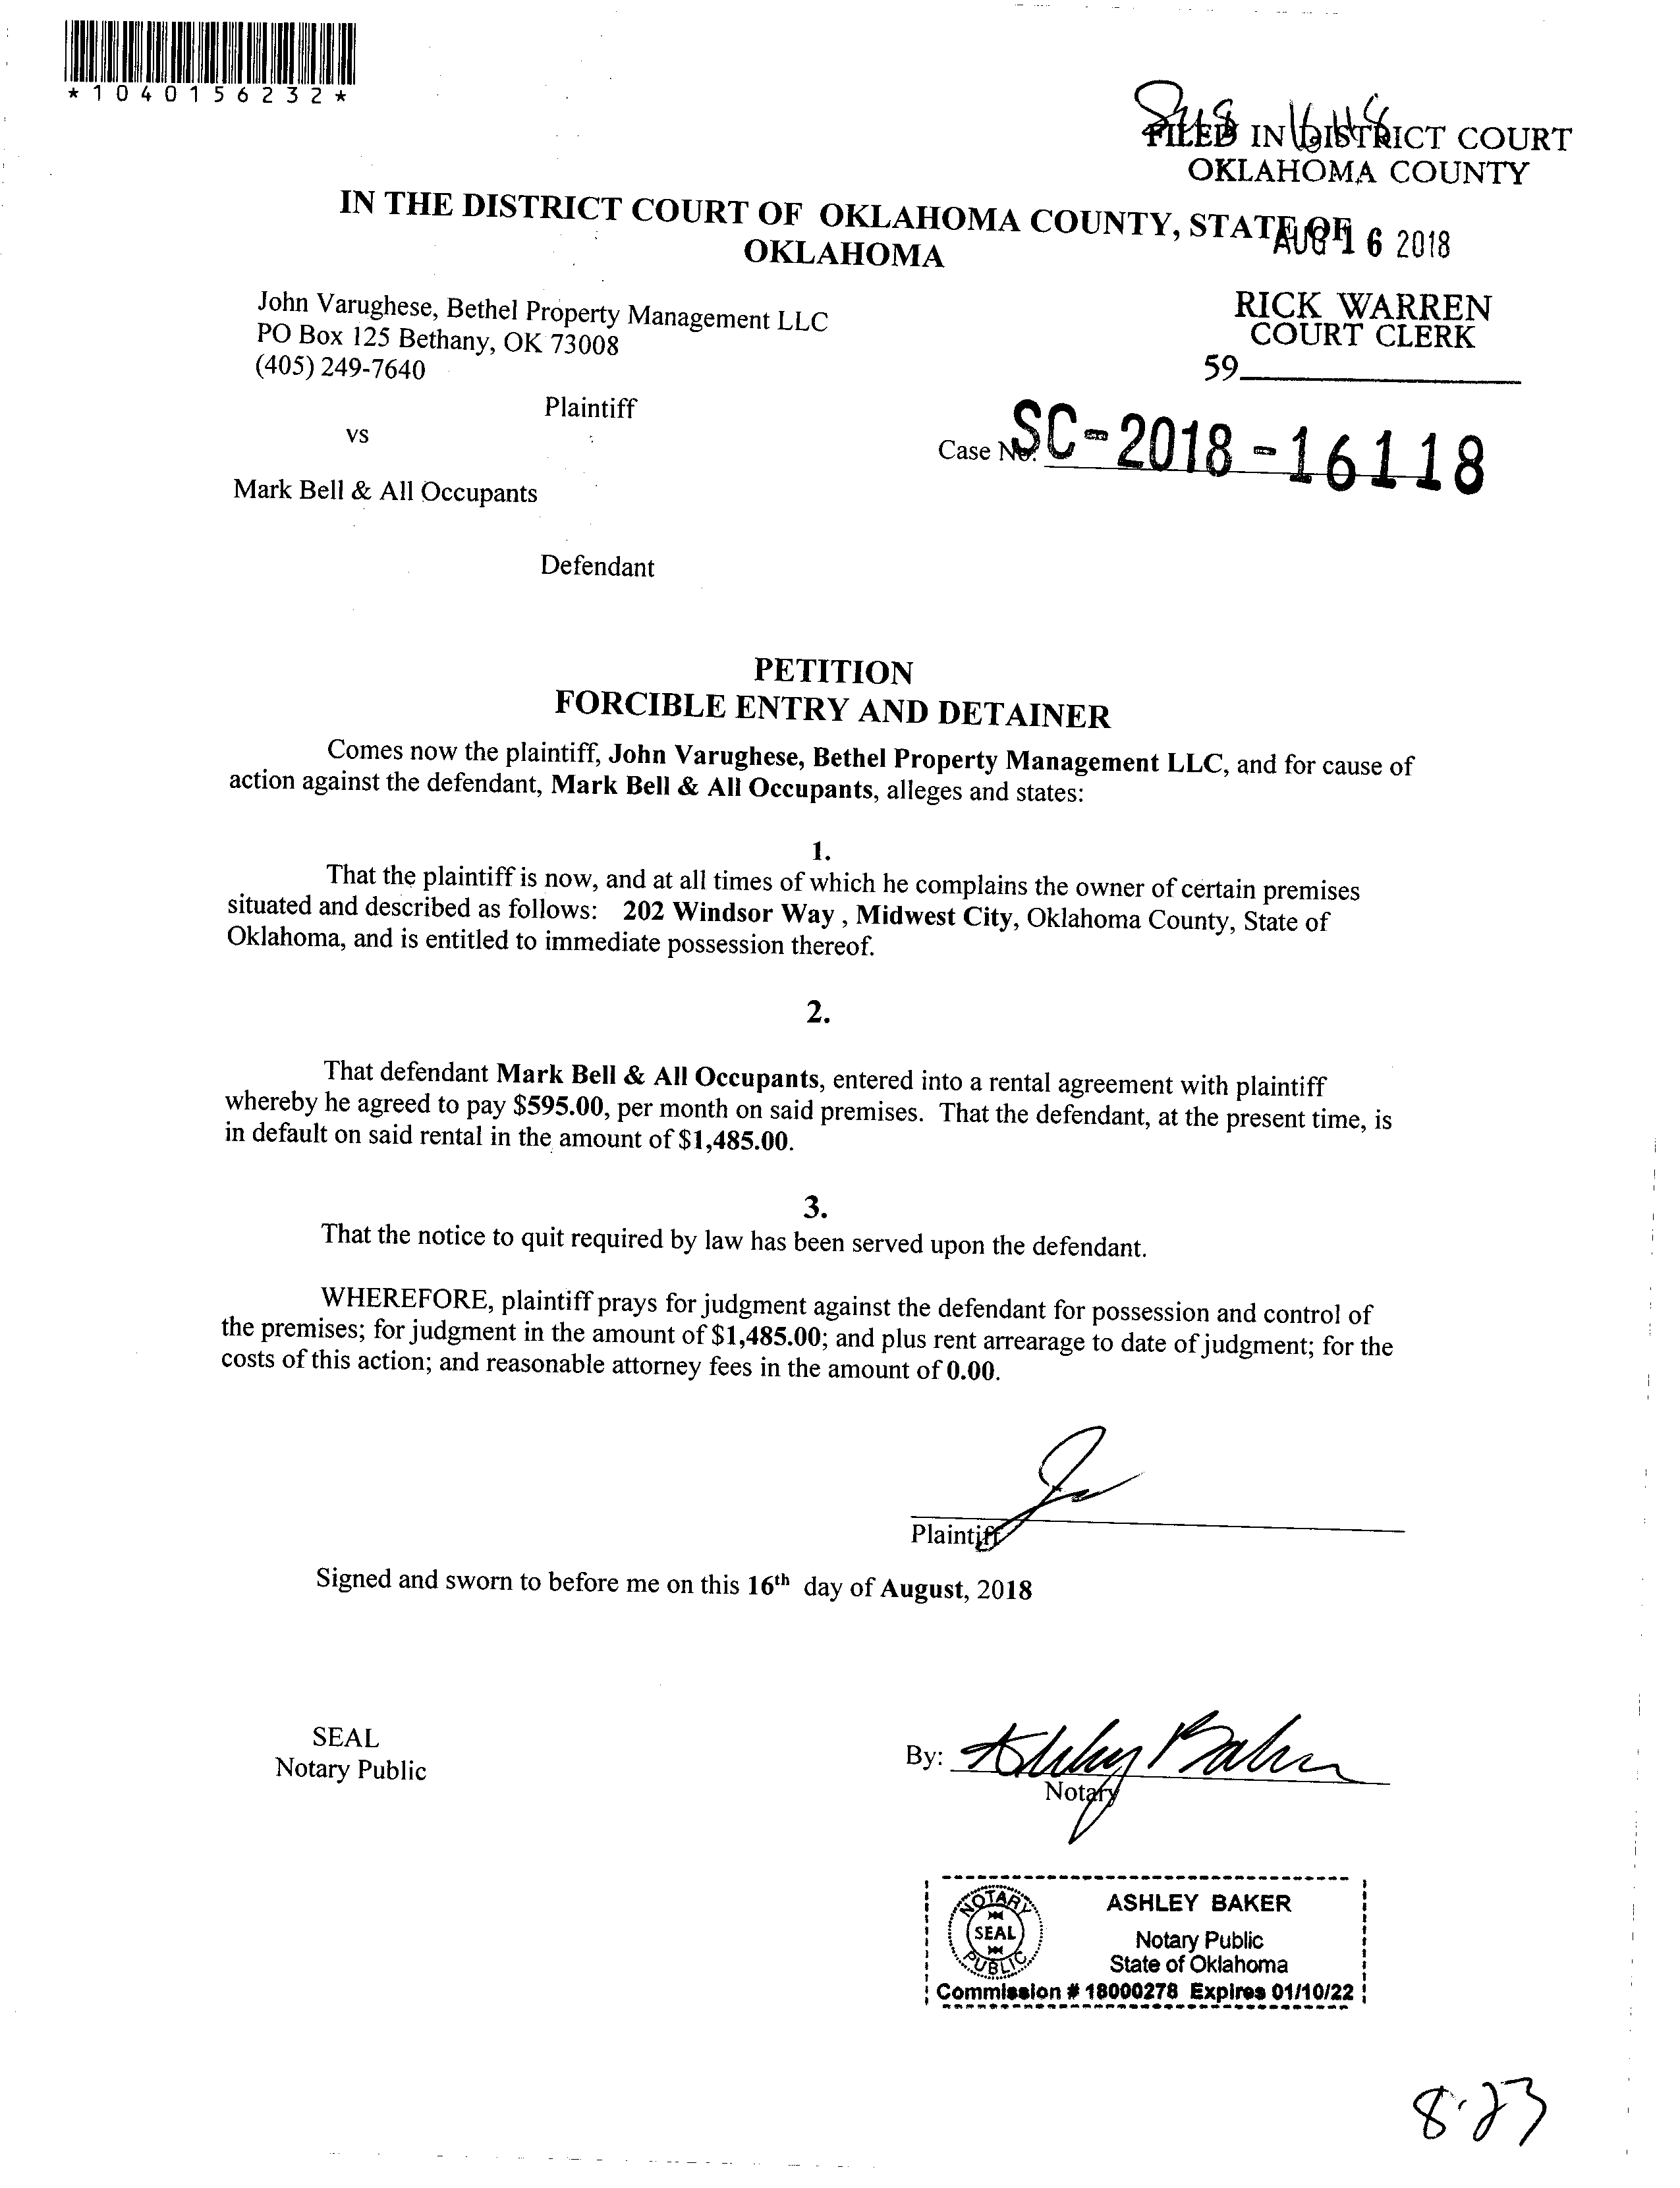 *1040156232*
FILED IN DISTRICT COURT
OKLAHOMA COUNTY
IN THE DISTRICT COURT OF OKLAHOMA COUNTY, STATE OF
OKLAHOMA
AUG 16 2018
John Varughese, Bethel Property Management LLC
PO Box 125 Bethany, OK 73008
(405) 249-7640
RICK WARREN
COURT CLERK
59
Plaintiff
vs
Case No. SC-2018-16118
Mark Bell & All Occupants
Defendant
PETITION
FORCIBLE ENTRY AND DETAINER
Comes now the plaintiff, John Varughese, Bethel Property Management LLC, and for cause of
action against the defendant, Mark Bell & All Occupants, alleges and states:
1.
That the plaintiff is now, and at all times of which he complains the owner of certain premises
situated and described as follows: 202 Windsor Way , Midwest City, Oklahoma County, State of
Oklahoma, and is entitled to immediate possession thereof.
2.
That defendant Mark Bell & All Occupants, entered into a rental agreement with plaintiff
whereby he agreed to pay $595.00, per month on said premises. That the defendant, at the present time, is
in default on said rental in the amount of $1,485.00.
3.
That the notice to quit required by law has been served upon the defendant.
WHEREFORE, plaintiff prays for judgment against the defendant for possession and control of
the premises; for judgment in the amount of $1,485.00; and plus rent arrearage to date of judgment; for the
costs of this action; and reasonable attorney fees in the amount of 0.00.
Plaintiff
Signed and sworn to before me on this 16th day of August, 2018
SEAL
Notary Public
By: Ashley Baker
Notary
NOTARY
SEAL
PUBLIC
ASHLEY BAKER
Notary Public
State of Oklahoma
Commission # 18000278 Expires 01/10/22
8-23